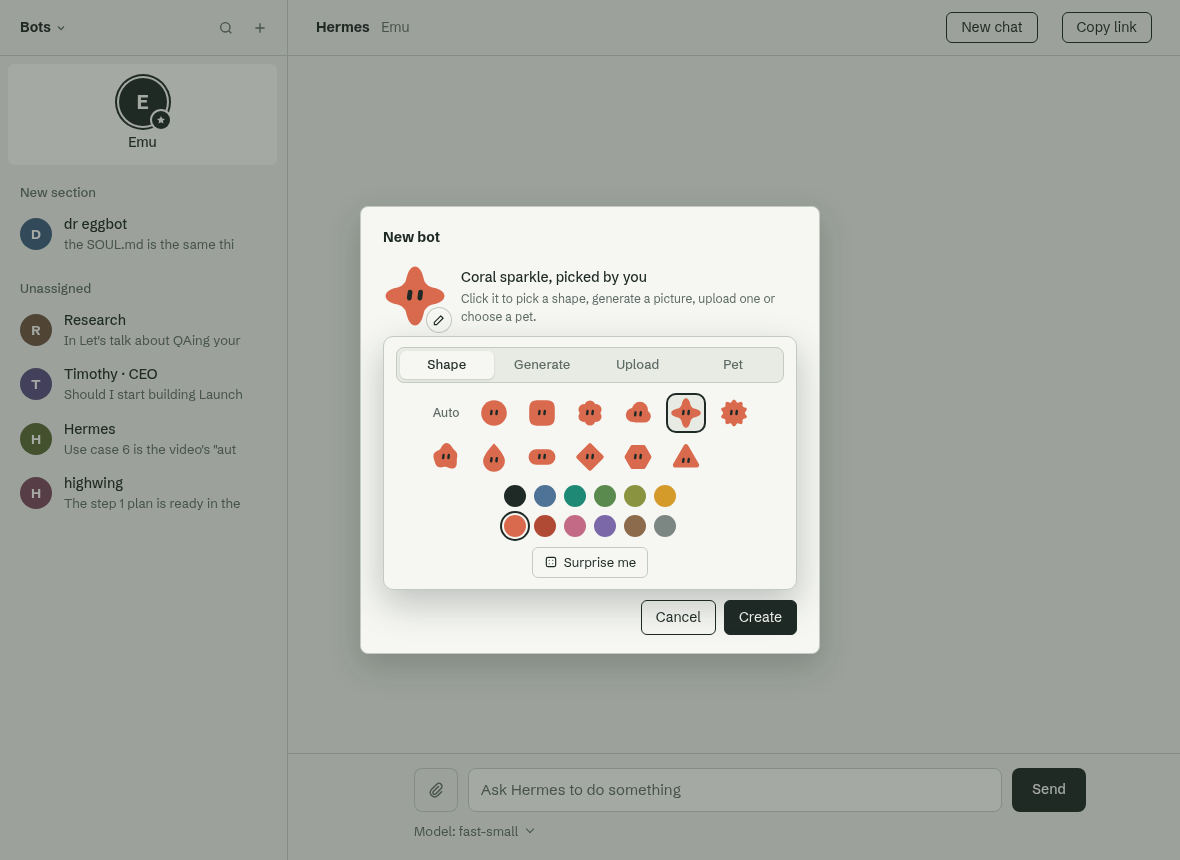 Bots
Hermes Emu
New chat
Copy link
E
Emu
New section
D
dr eggbot
the SOUL.md is the same thi
Unassigned
R
Research
In Let's talk about QAing your
T
Timothy · CEO
Should I start building Launch
H
Hermes
Use case 6 is the video's "aut
H
highwing
The step 1 plan is ready in the
New bot
Coral sparkle, picked by you
Click it to pick a shape, generate a picture, upload one or
choose a pet.
Shape Generate Upload Pet
Auto
Surprise me
Cancel Create
Ask Hermes to do something
Send
Model: fast-small